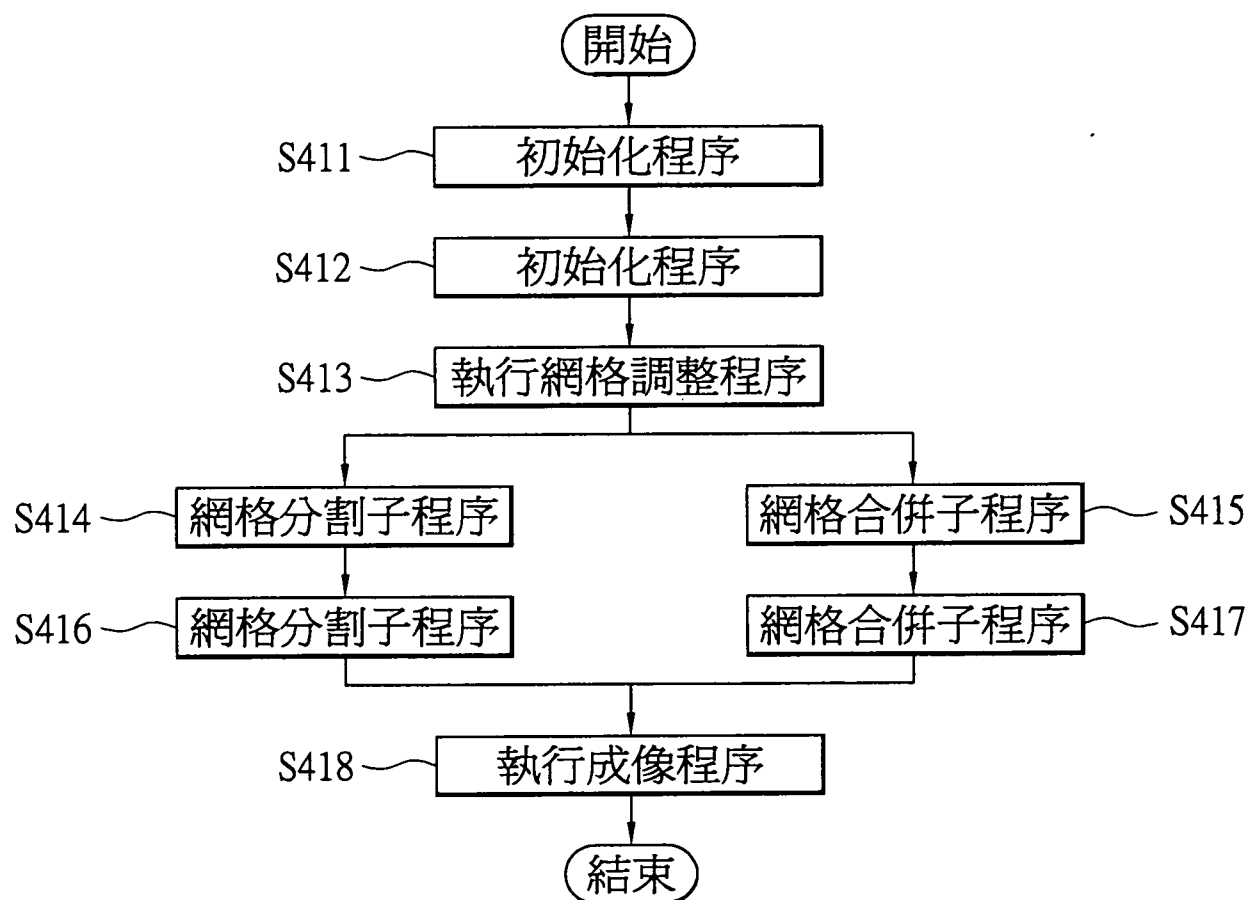 開始
S411
初始化程序
S412
初始化程序
S413
執行網格調整程序
S414
網格分割子程序
網格合併子程序
S415
S416
網格分割子程序
網格合併子程序
S417
S418
執行成像程序
結束